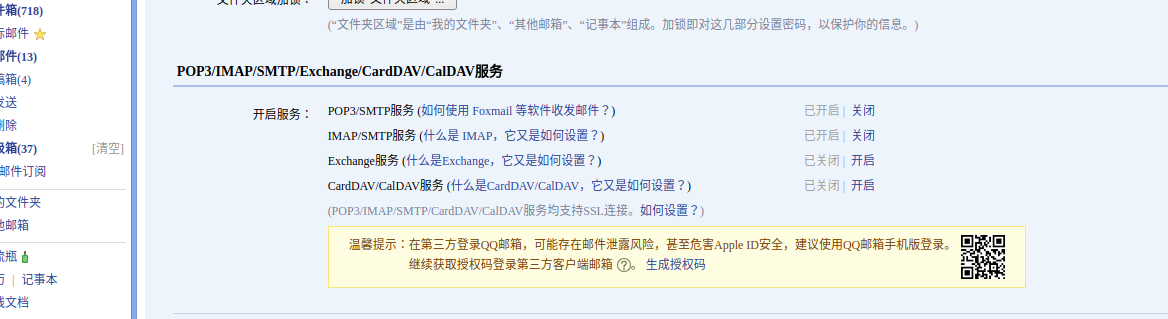 件箱(718)
标邮件
邮件(13)
稿箱(4)
发送
删除
圾箱(37) [清空]
邮件订阅
的文件夹
他邮箱
流瓶
历 | 记事本
线文档
文件夹区域加锁： 加锁“文件夹区域”...
(“文件夹区域”是由“我的文件夹”、“其他邮箱”、“记事本”组成。加锁即对这几部分设置密码，以保护你的信息。)
POP3/IMAP/SMTP/Exchange/CardDAV/CalDAV服务
开启服务： POP3/SMTP服务 (如何使用 Foxmail 等软件收发邮件？) 已开启 | 关闭
IMAP/SMTP服务 (什么是 IMAP，它又是如何设置？) 已开启 | 关闭
Exchange服务 (什么是Exchange，它又是如何设置？) 已关闭 | 开启
CardDAV/CalDAV服务 (什么是CardDAV/CalDAV，它又是如何设置？) 已关闭 | 开启
(POP3/IMAP/SMTP/CardDAV/CalDAV服务均支持SSL连接。如何设置？)
温馨提示：在第三方登录QQ邮箱，可能存在邮件泄露风险，甚至危害Apple ID安全，建议使用QQ邮箱手机版登录。
继续获取授权码登录第三方客户端邮箱 ? 。 生成授权码